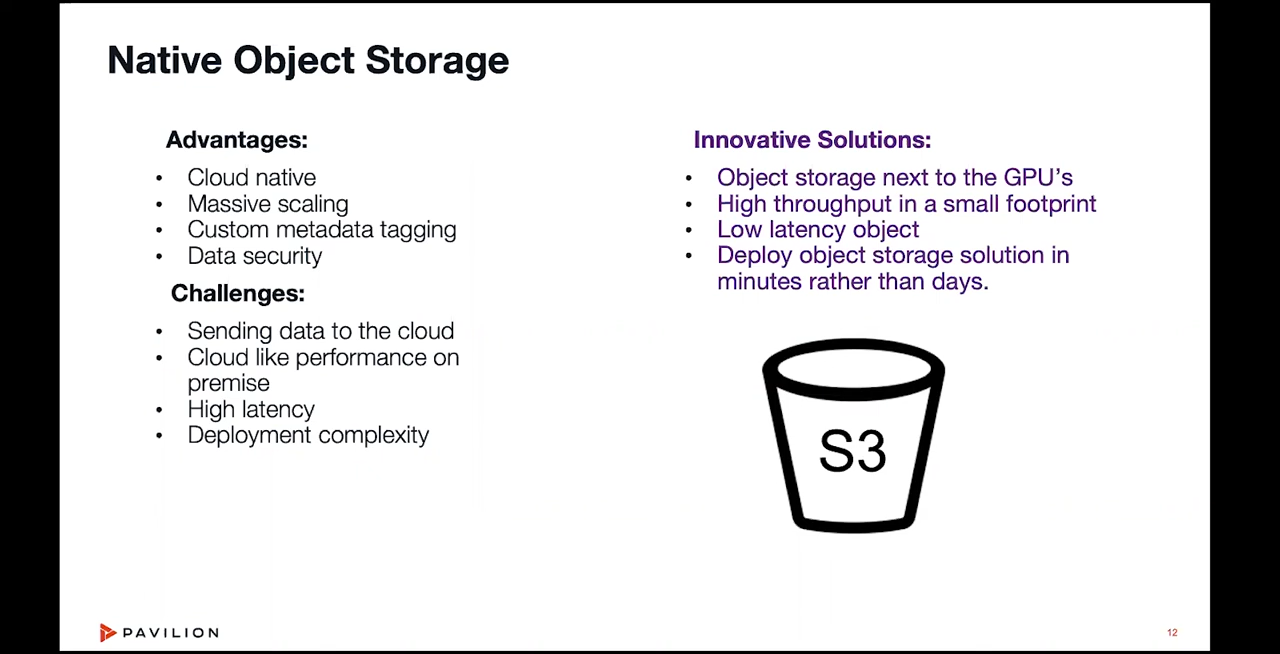 Native Object Storage
Advantages:
• Cloud native
• Massive scaling
• Custom metadata tagging
• Data security
Challenges:
• Sending data to the cloud
• Cloud like performance on
premise
• High latency
• Deployment complexity
Innovative Solutions:
• Object storage next to the GPU's
• High throughput in a small footprint
• Low latency object
• Deploy object storage solution in
minutes rather than days.
S3
PAVILION
12